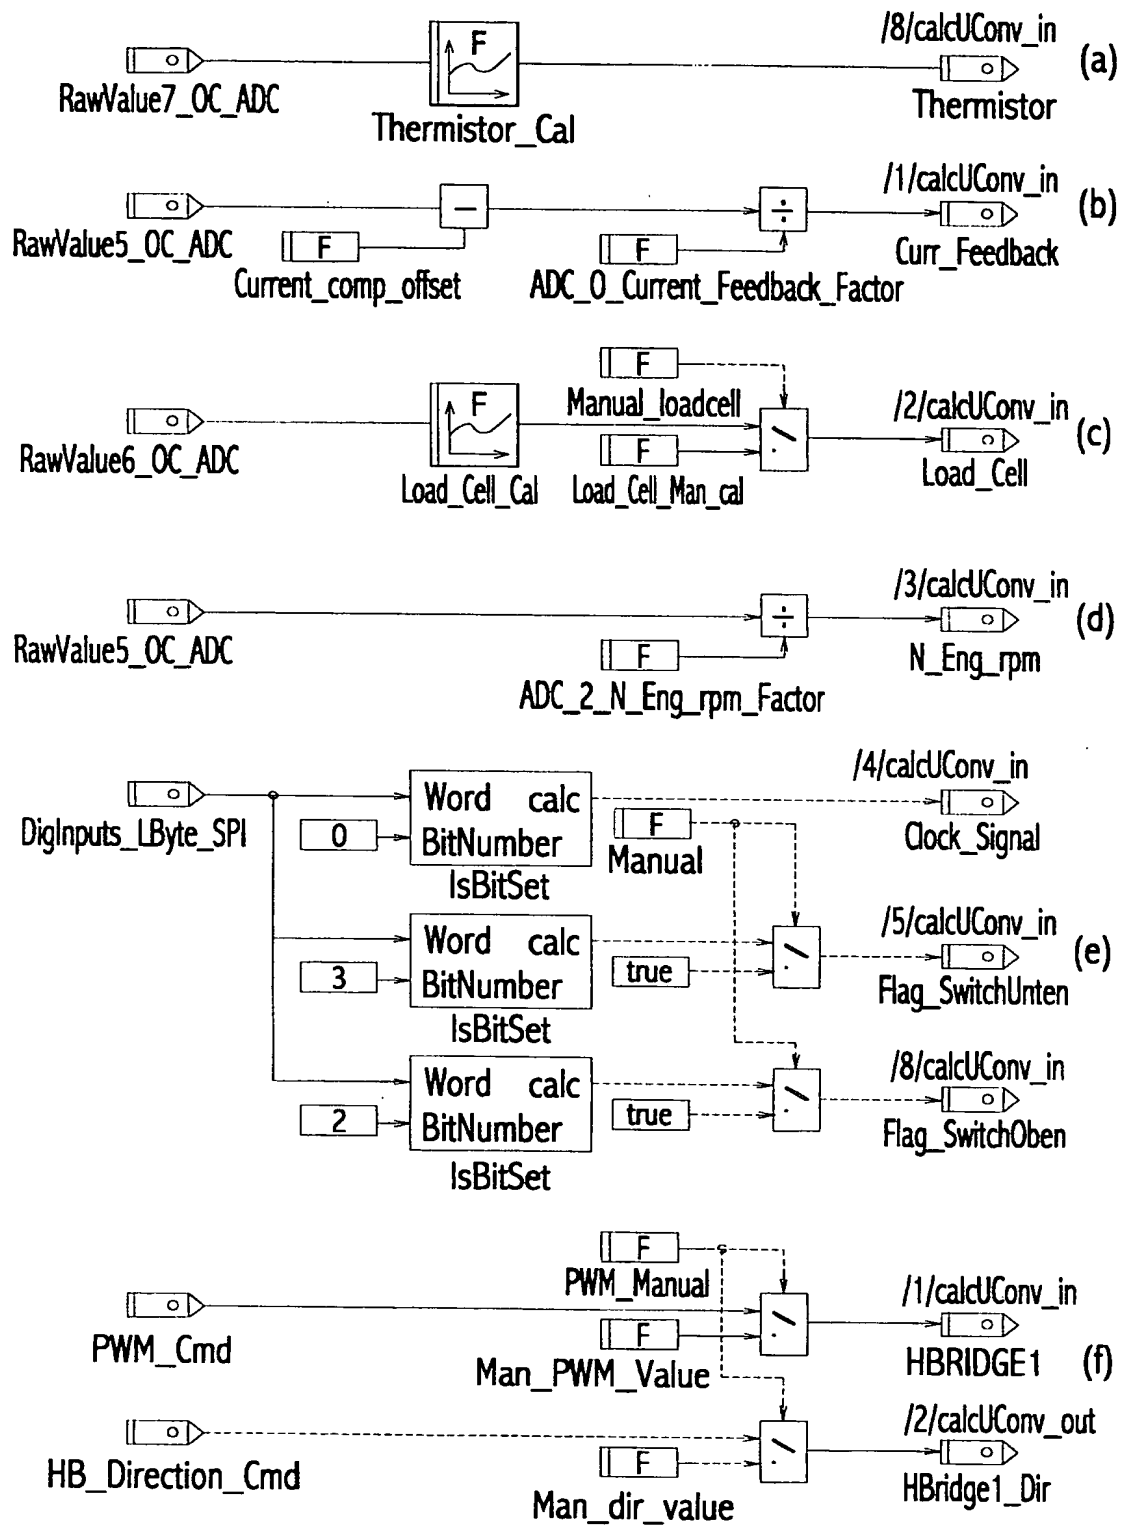 /8/calcUConv_in
F
(a)
RawValue7_OC_ADC
Thermistor_Cal
Thermistor
/1/calcUConv_in
−
÷
(b)
RawValue5_OC_ADC
F
F
Curr_Feedback
Current_comp_offset
ADC_0_Current_Feedback_Factor
F
Manual_loadcell
/2/calcUConv_in
F
(c)
RawValue6_OC_ADC
F
Load_Cell
Load_Cell_Cal
Load_Cell_Man_cal
/3/calcUConv_in
÷
(d)
RawValue5_OC_ADC
F
N_Eng_rpm
ADC_2_N_Eng_rpm_Factor
/4/calcUConv_in
Word calc
DigInputs_LByte_SPI
0
BitNumber
F
Clock_Signal
Manual
IsBitSet
/5/calcUConv_in
Word calc
(e)
3
BitNumber
true
Flag_SwitchUnten
IsBitSet
/8/calcUConv_in
Word calc
2
BitNumber
true
Flag_SwitchOben
IsBitSet
F
PWM_Manual
/1/calcUConv_in
PWM_Cmd
F
HBRIDGE1
(f)
Man_PWM_Value
/2/calcUConv_out
HB_Direction_Cmd
F
HBridge1_Dir
Man_dir_value